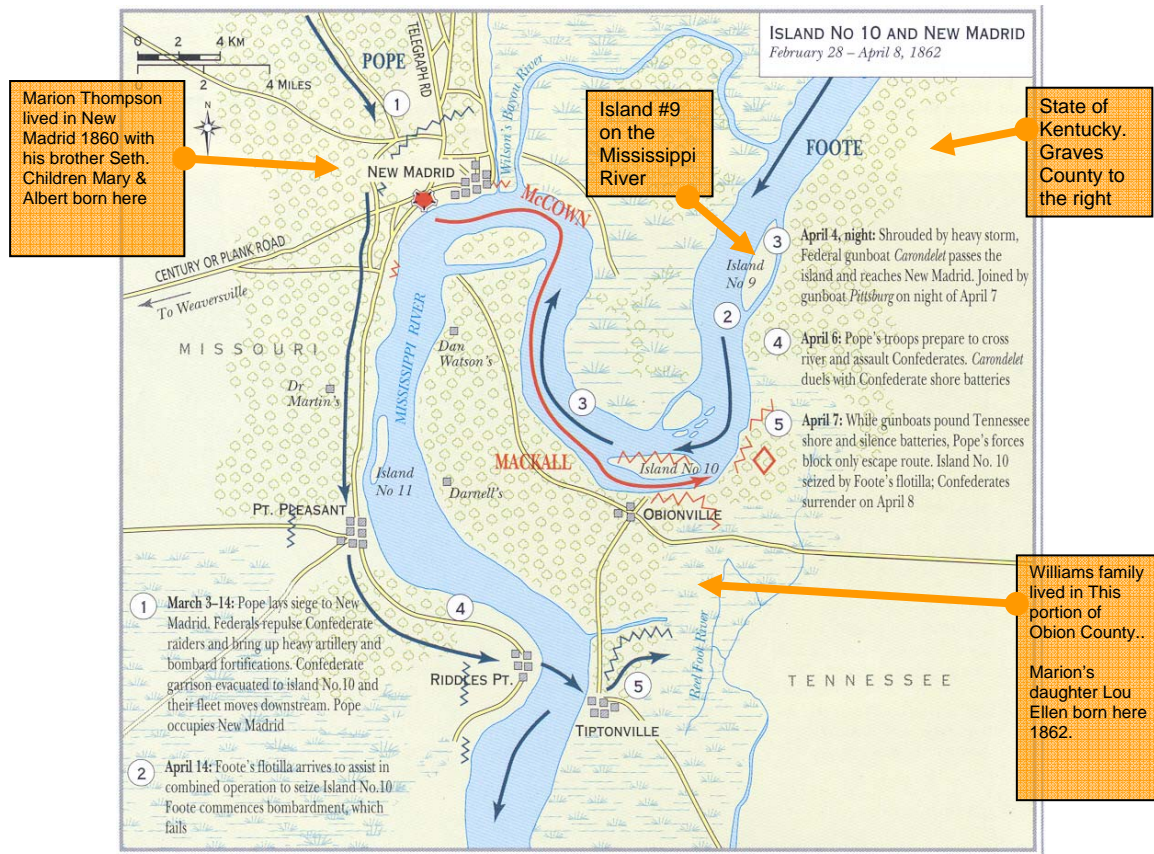 ISLAND NO 10 AND NEW MADRID
February 28 – April 8, 1862
0 2 4 KM
2 4 MILES
N
POPE
TELEGRAPH RD
1
Marion Thompson
lived in New
Madrid 1860 with
his brother Seth.
Children Mary &
Albert born here
Island #9
on the
Mississippi
River
State of
Kentucky.
Graves
County to
the right
Wilson's Bayou River
FOOTE
NEW MADRID
McCOWN
CENTURY OR PLANK ROAD
To Weaversville
MISSOURI
MISSISSIPPI RIVER
Dan
Watson's
Dr
Martin's
Island
No 9
2
3
3 April 4, night: Shrouded by heavy storm,
Federal gunboat Carondelet passes the
island and reaches New Madrid. Joined by
gunboat Pittsburg on night of April 7
4 April 6: Pope's troops prepare to cross
river and assault Confederates. Carondelet
duels with Confederate shore batteries
5 April 7: While gunboats pound Tennessee
shore and silence batteries, Pope's forces
block only escape route. Island No. 10
seized by Foote's flotilla; Confederates
surrender on April 8
MACKALL
Island No 10
Island
No 11
Darnell's
PT. PLEASANT
OBIONVILLE
Williams family
lived in This
portion of
Obion County..
Marion's
daughter Lou
Ellen born here
1862.
1 March 3–14: Pope lays siege to New
Madrid. Federals repulse Confederate
raiders and bring up heavy artillery and
bombard fortifications. Confederate
garrison evacuated to island No.10 and
their fleet moves downstream. Pope
occupies New Madrid
2 April 14: Foote's flotilla arrives to assist in
combined operation to seize Island No.10
Foote commences bombardment, which
fails
4
RIDDLES PT.
5
TIPTONVILLE
Reel Foot River
TENNESSEE